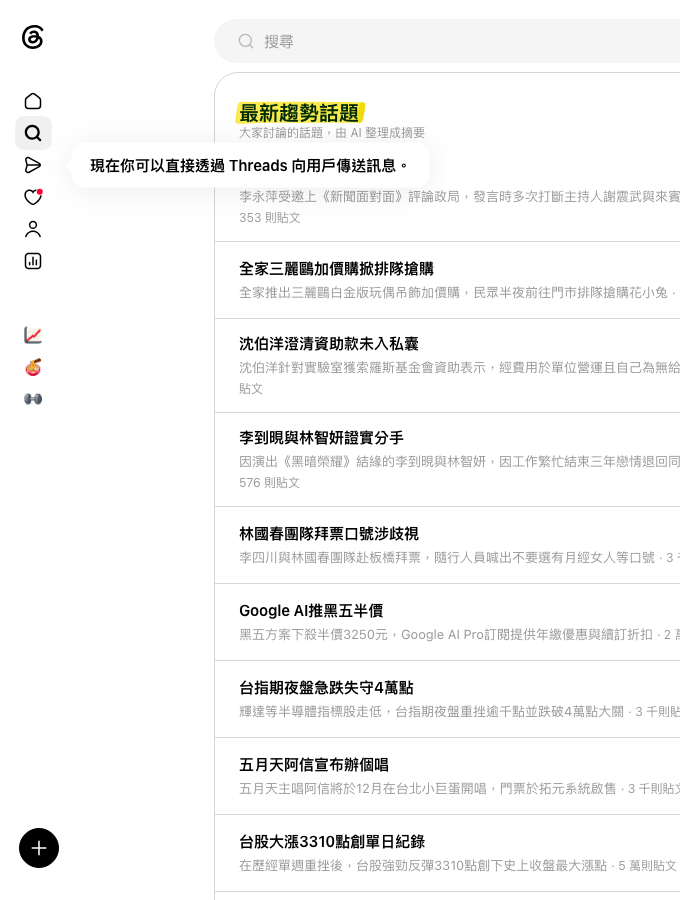 搜尋
最新趨勢話題
大家討論的話題，由 AI 整理成摘要
現在你可以直接透過 Threads 向用戶傳送訊息。
李永萍受邀上《新聞面對面》評論政局，發言時多次打斷主持人謝震武與來賓
353 則貼文
全家三麗鷗加價購掀排隊搶購
全家推出三麗鷗白金版玩偶吊飾加價購，民眾半夜前往門市排隊搶購花小兔 ·
沈伯洋澄清資助款未入私囊
沈伯洋針對實驗室獲索羅斯基金會資助表示，經費用於單位營運且自己為無給
貼文
李到晛與林智妍證實分手
因演出《黑暗榮耀》結緣的李到晛與林智妍，因工作繁忙結束三年戀情退回同
576 則貼文
林國春團隊拜票口號涉歧視
李四川與林國春團隊赴板橋拜票，隨行人員喊出不要選有月經女人等口號 · 3
Google AI推黑五半價
黑五方案下殺半價3250元，Google AI Pro訂閱提供年繳優惠與續訂折扣 · 2
台指期夜盤急跌失守4萬點
輝達等半導體指標股走低，台指期夜盤重挫逾千點並跌破4萬點大關 · 3 千則貼
五月天阿信宣布辦個唱
五月天主唱阿信將於12月在台北小巨蛋開唱，門票於拓元系統啟售 · 3 千則貼文
台股大漲3310點創單日紀錄
在歷經單週重挫後，台股強勁反彈3310點創下史上收盤最大漲點 · 5 萬則貼文